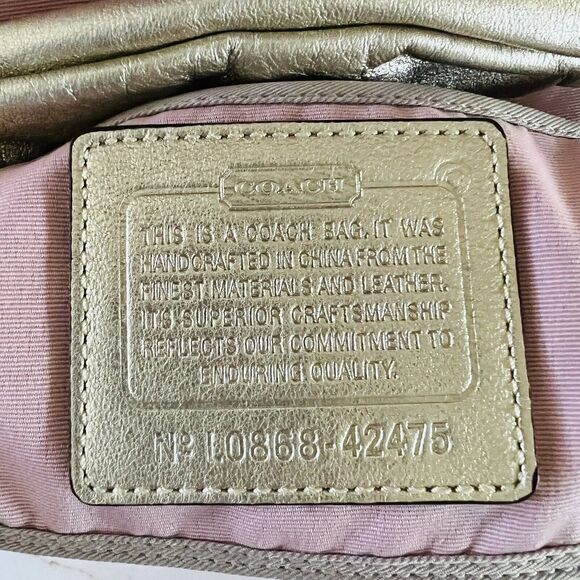 COACH
THIS IS A COACH BAG. IT WAS
HANDCRAFTED IN CHINA FROM THE
FINEST MATERIALS AND LEATHER.
ITS SUPERIOR CRAFTSMANSHIP
REFLECTS OUR COMMITMENT TO
ENDURING QUALITY.
Nº L0868-42475